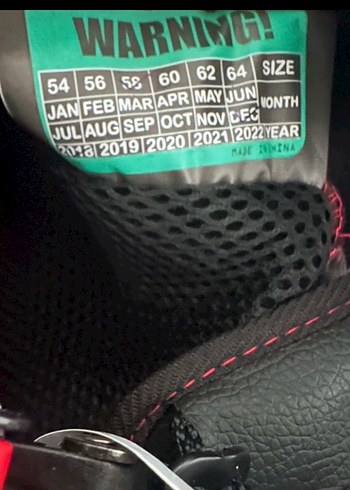 WARNING!
54 56 58 60 62 64 SIZE
JAN FEB MAR APR MAY JUN MONTH
JUL AUG SEP OCT NOV DEC
2018 2019 2020 2021 2022 YEAR
MADE IN CHINA